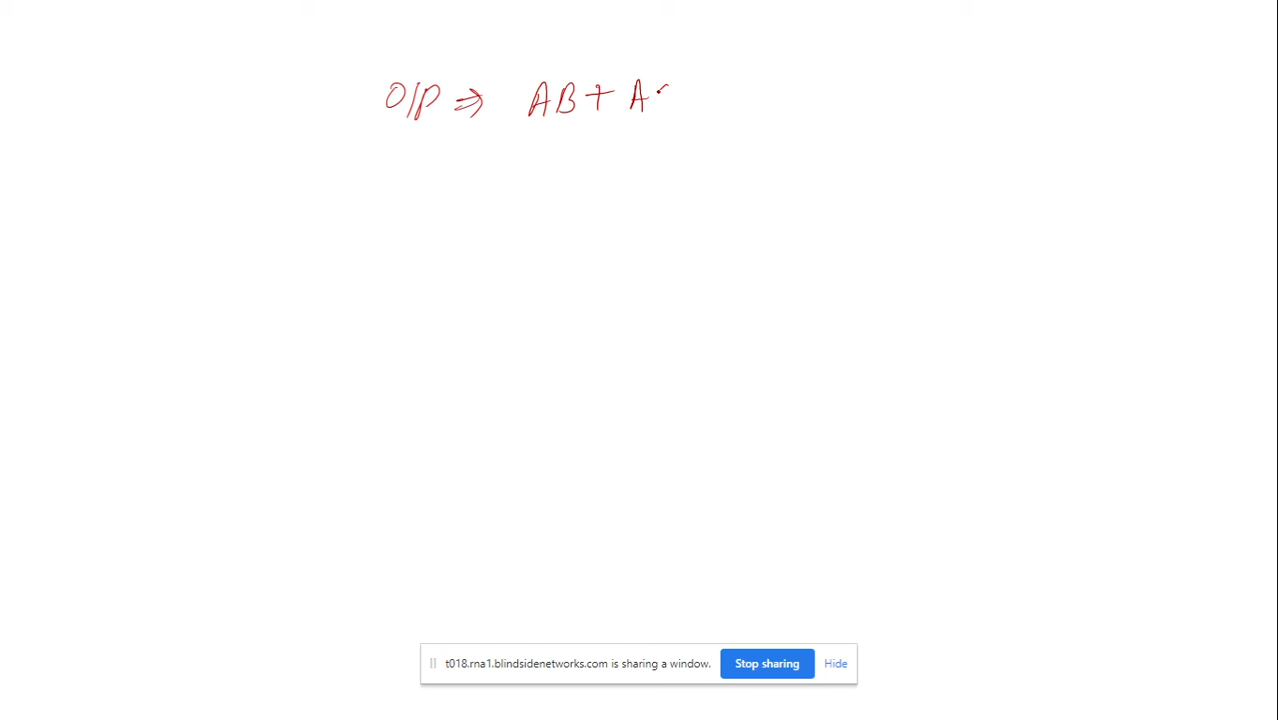 O/P ⇒ AB + A
t018.rna1.blindsidenetworks.com is sharing a window. Stop sharing Hide